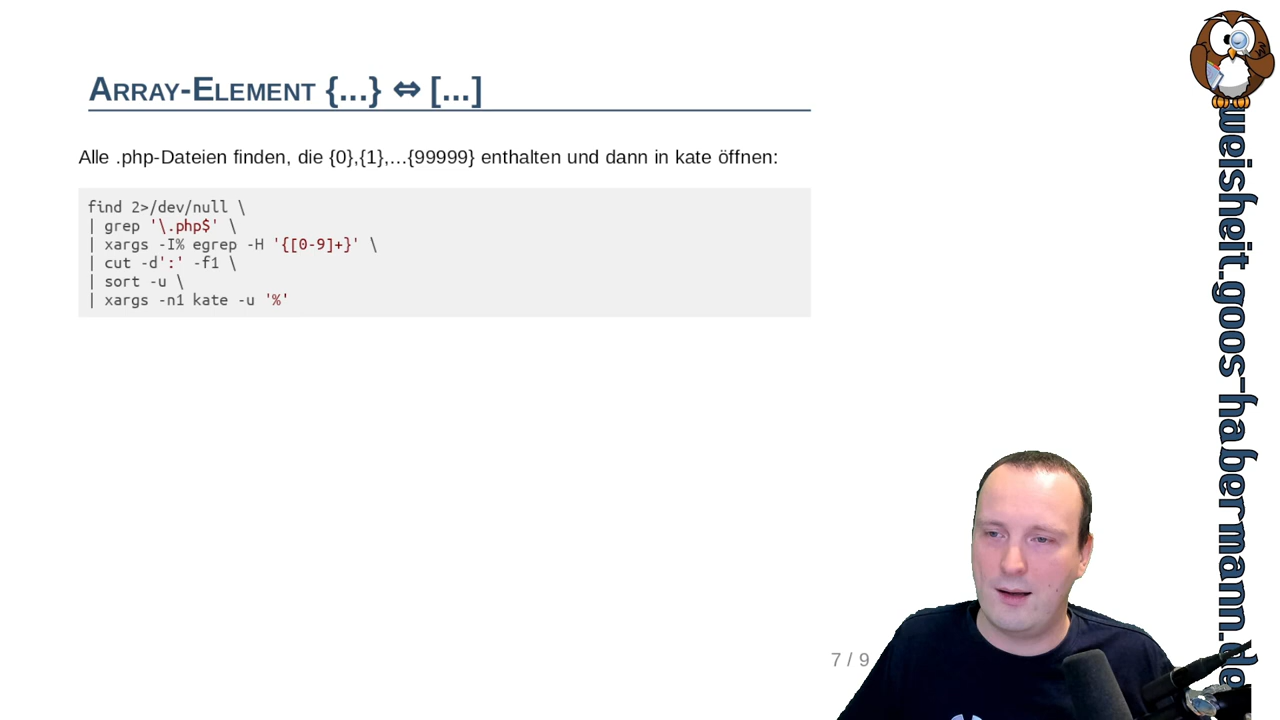 Array-Element {...} ⇔ [...]
Alle .php-Dateien finden, die {0},{1},...{99999} enthalten und dann in kate öffnen:
find 2>/dev/null \
| grep '\.php$' \
| xargs -I% egrep -H '{[0-9]+}' \
| cut -d':' -f1 \
| sort -u \
| xargs -n1 kate -u '%'
7 / 9
weisheit.goos-habermann.de